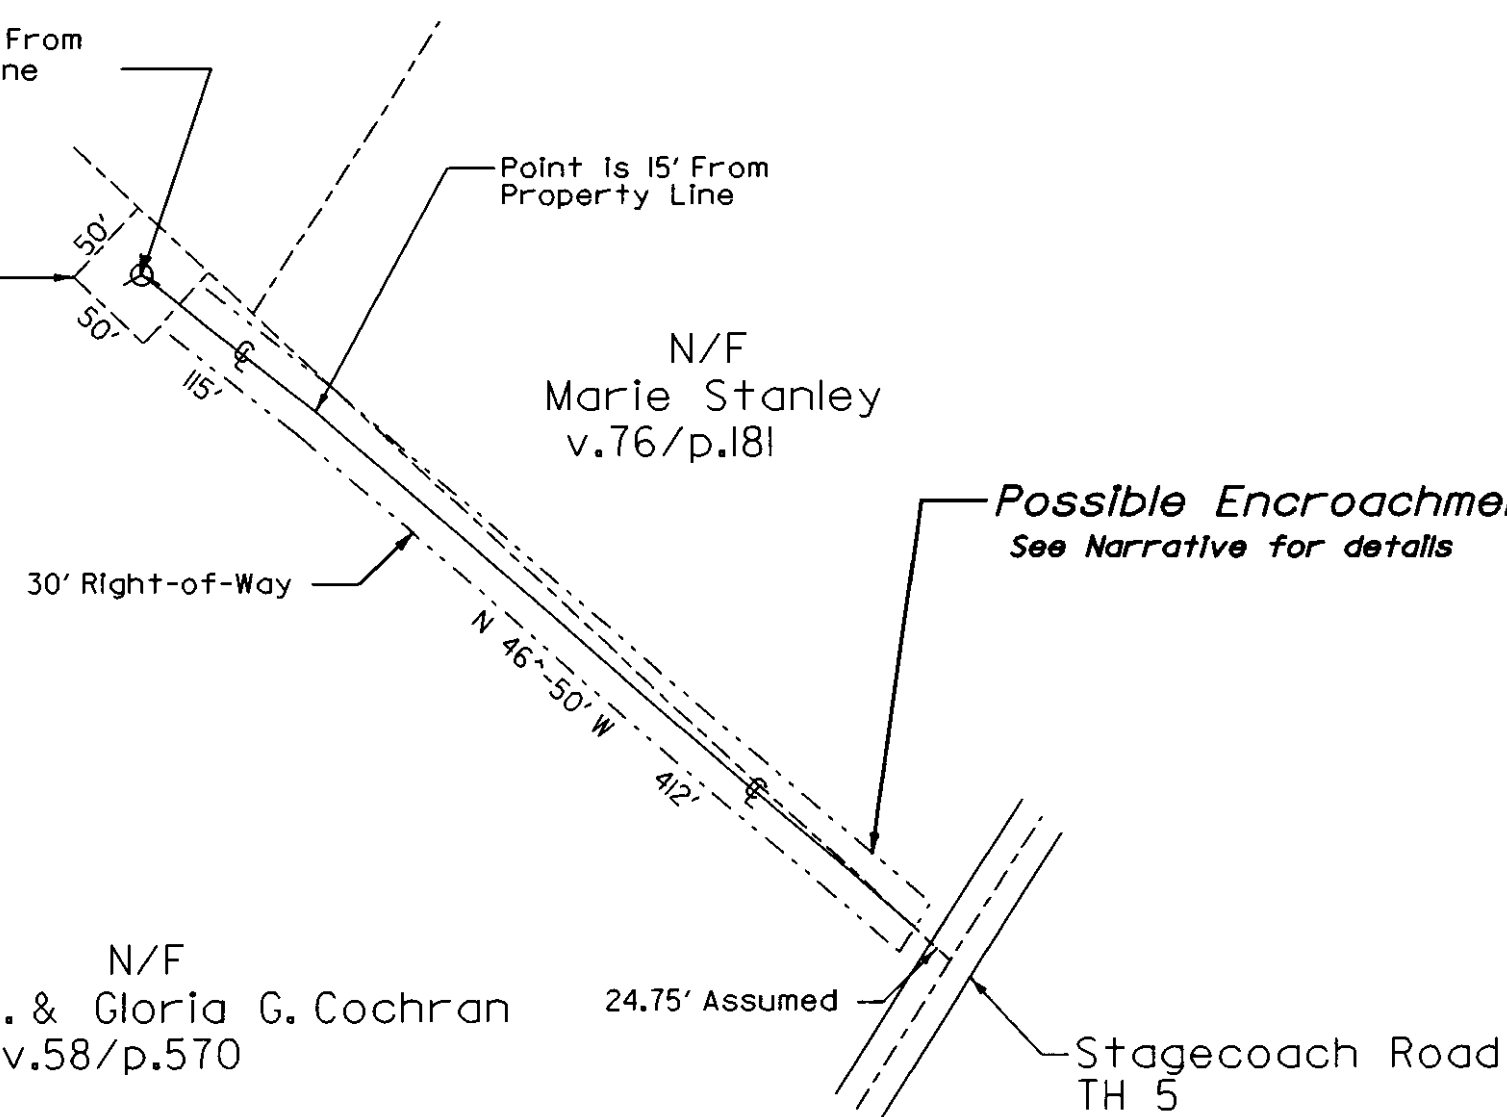 From
ne
Point is 15' From
Property Line
50'
50'
115'
N/F
Marie Stanley
v.76/p.181
Possible Encroachme
See Narrative for details
30' Right-of-Way
N 46^-50' W
412'
N/F
. & Gloria G. Cochran
v.58/p.570
24.75' Assumed
Stagecoach Road
TH 5